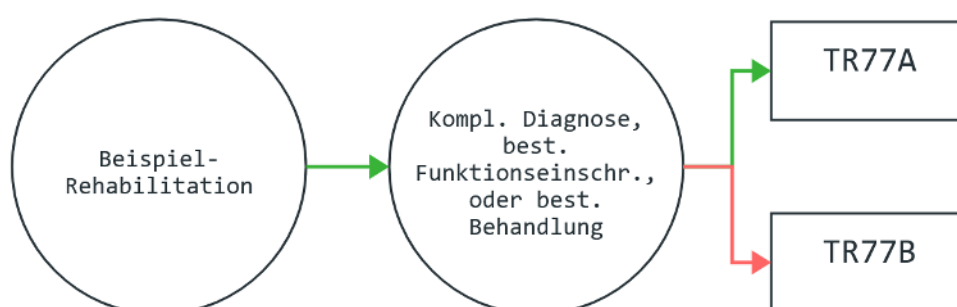 Beispiel-
Rehabilitation
Kompl. Diagnose,
best.
Funktionseinschr.,
oder best.
Behandlung
TR77A
TR77B